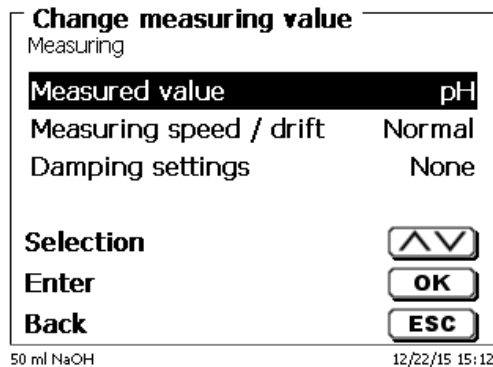 Change measuring value
Measuring
Measured value pH
Measuring speed / drift Normal
Damping settings None
Selection
Enter OK
Back ESC
50 ml NaOH 12/22/15 15:12